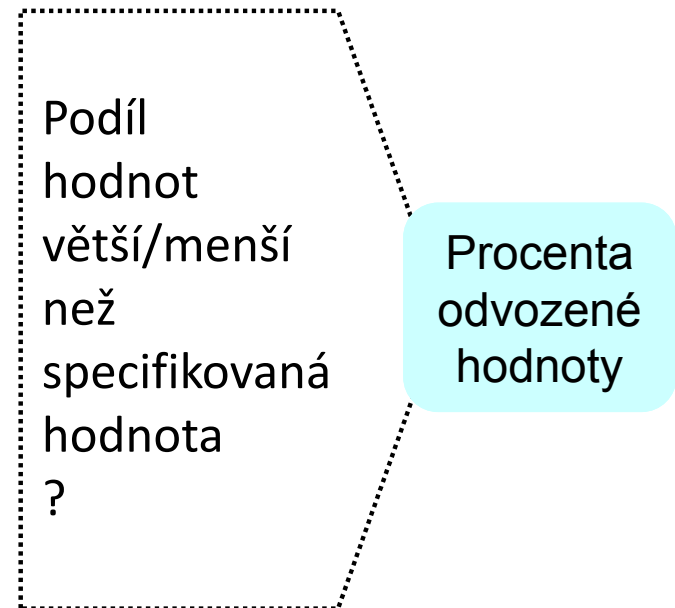 Podíl
hodnot
větší/menší
než
specifikovaná
hodnota
?
Procenta
odvozené
hodnoty